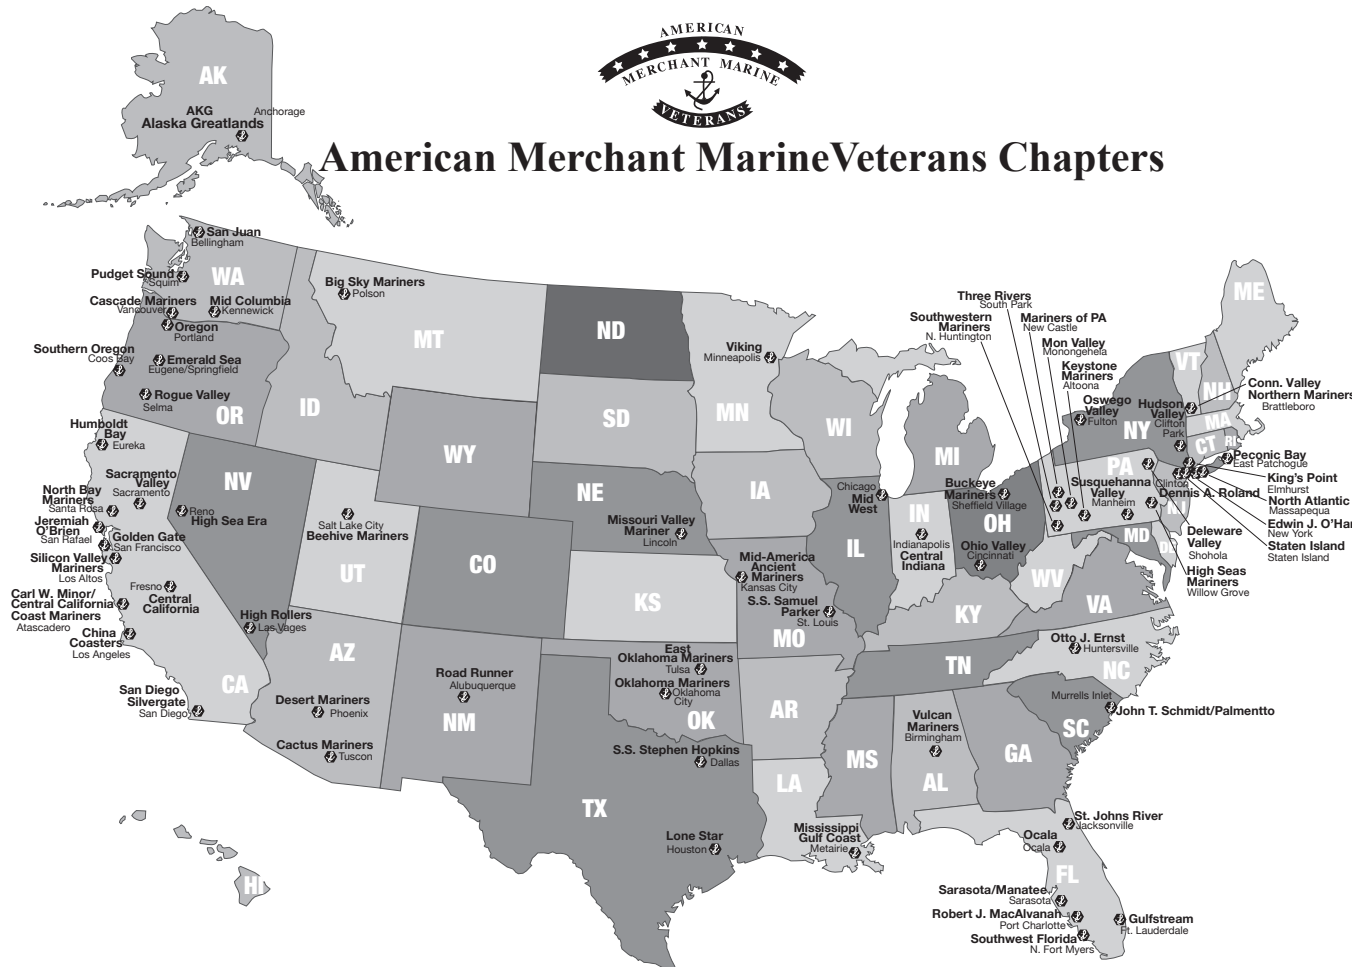 AMERICAN
MERCHANT MARINE
VETERANS
American Merchant MarineVeterans Chapters
AK
AKG
Alaska Greatlands
Anchorage
San Juan
Bellingham
Pudget Sound
Squim
WA
Cascade Mariners
Vancouver
Mid Columbia
Kennewick
Oregon
Portland
Southern Oregon
Coos Bay
Emerald Sea
Eugene/Springfield
Rogue Valley
Selma
OR
ID
Big Sky Mariners
Polson
MT
ND
SD
WY
NE
Missouri Valley
Mariner
Lincoln
Viking
Minneapolis
MN
WI
IA
MI
Humboldt
Bay
Eureka
Sacramento
Valley
Sacramento
North Bay
Mariners
Santa Rosa
Jeremiah
O'Brien
San Rafael
Golden Gate
San Francisco
Silicon Valley
Mariners
Los Altos
Fresno
Central
California
Carl W. Minor/
Central California
Coast Mariners
Atascadero
China
Coasters
Los Angeles
San Diego
Silvergate
San Diego
CA
NV
Reno
High Sea Era
High Rollers
Las Vages
Salt Lake City
Beehive Mariners
UT
CO
AZ
Desert Mariners
Phoenix
Cactus Mariners
Tuscon
Road Runner
Alubuquerque
NM
KS
Mid-America
Ancient
Mariners
Kansas City
S.S. Samuel
Parker
St. Louis
MO
East
Oklahoma Mariners
Tulsa
Oklahoma Mariners
Oklahoma
City
OK
AR
S.S. Stephen Hopkins
Dallas
TX
Lone Star
Houston
LA
Mississippi
Gulf Coast
Metairie
MS
Vulcan
Mariners
Birmingham
AL
GA
TN
KY
Chicago
Mid
West
IL
IN
Indianapolis
Central
Indiana
Buckeye
Mariners
Sheffield Village
OH
Ohio Valley
Cincinnati
WV
VA
Otto J. Ernst
Huntersville
NC
Murrells Inlet
John T. Schmidt/Palmentto
SC
St. Johns River
Jacksonville
Ocala
Ocala
FL
Sarasota/Manatee
Sarasota
Robert J. MacAlvanah
Port Charlotte
Southwest Florida
N. Fort Myers
Gulfstream
Ft. Lauderdale
HI
Three Rivers
South Park
Southwestern
Mariners
N. Huntington
Mariners of PA
New Castle
Mon Valley
Monongehela
Keystone
Mariners
Altoona
Oswego
Valley
Fulton
Hudson
Valley
Clifton
Park
NY
ME
VT
NH
MA
CT
RI
Conn. Valley
Northern Mariners
Brattleboro
Peconic Bay
East Patchogue
King's Point
Elmhurst
North Atlantic
Massapequa
Edwin J. O'Har
New York
Staten Island
Staten Island
Clinton
Dennis A. Roland
PA
Susquehanna
Valley
Manheim
NJ
MD
DE
Deleware
Valley
Shohola
High Seas
Mariners
Willow Grove